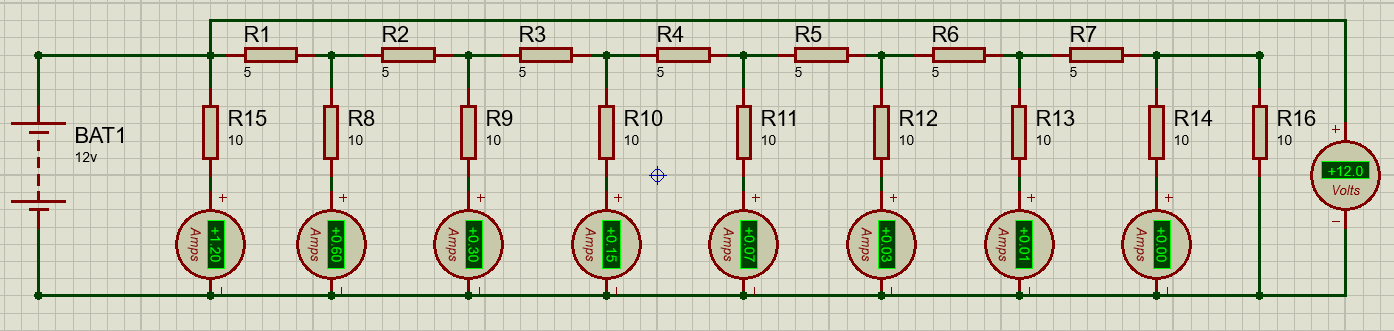 R1 R2 R3 R4 R5 R6 R7
5 5 5 5 5 5 5
R15 R8 R9 R10 R11 R12 R13 R14 R16
BAT1
10 10 10 10 10 10 10 10 10
12v
+ + + + + + + + +
+12.0
Volts
-
+1.20 +0.60 +0.30 +0.15 +0.07 +0.03 +0.01 +0.00
Amps Amps Amps Amps Amps Amps Amps Amps
- - - - - - - -